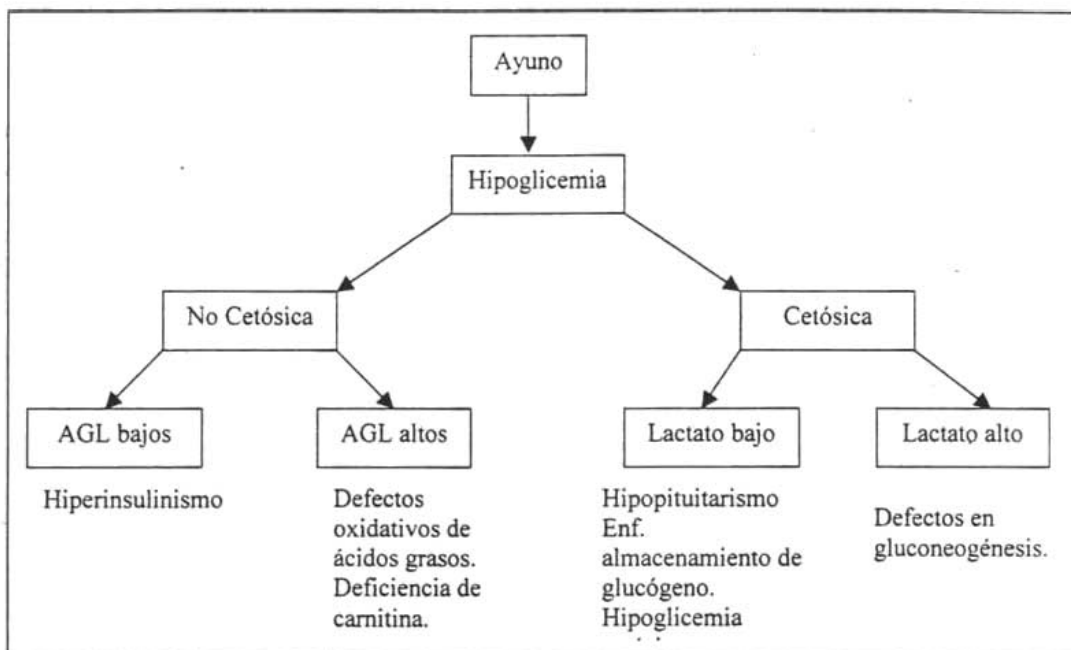 Ayuno
Hipoglicemia
No Cetósica
Cetósica
AGL bajos
AGL altos
Lactato bajo
Lactato alto
Hiperinsulinismo
Defectos
oxidativos de
ácidos grasos.
Deficiencia de
carnitina.
Hipopituitarismo
Enf.
almacenamiento de
glucógeno.
Hipoglicemia
Defectos en
gluconeogénesis.